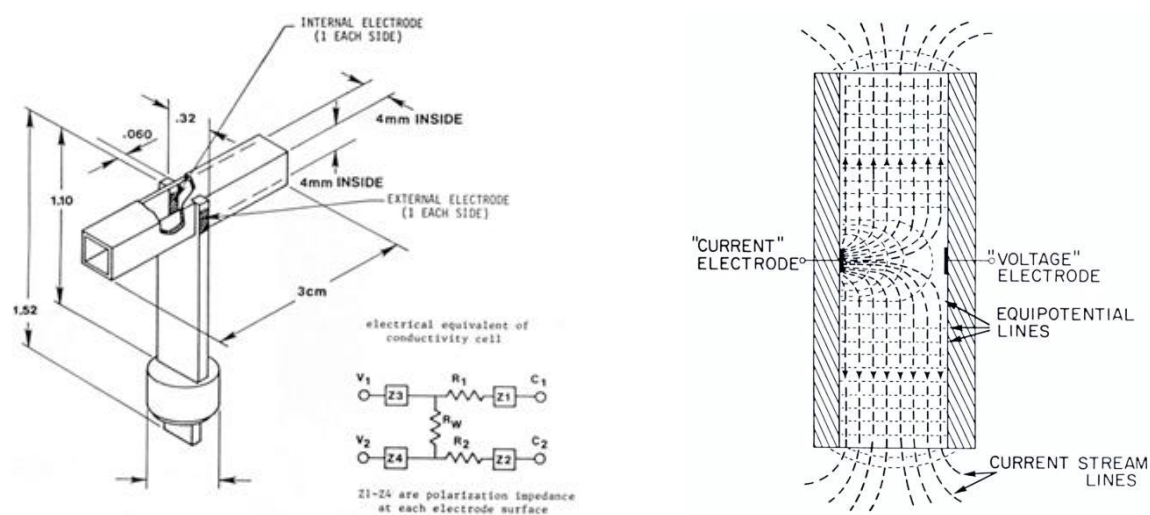 INTERNAL ELECTRODE
(1 EACH SIDE)
.32
4mm INSIDE
.060
4mm INSIDE
1.10
EXTERNAL ELECTRODE
(1 EACH SIDE)
3cm
1.52
electrical equivalent of
conductivity cell
V1 Z3 R1 Z1 C1
RW
V2 Z4 R2 Z2 C2
Z1-Z4 are polarization impedance
at each electrode surface
"CURRENT"
ELECTRODE
"VOLTAGE"
ELECTRODE
EQUIPOTENTIAL
LINES
CURRENT STREAM
LINES